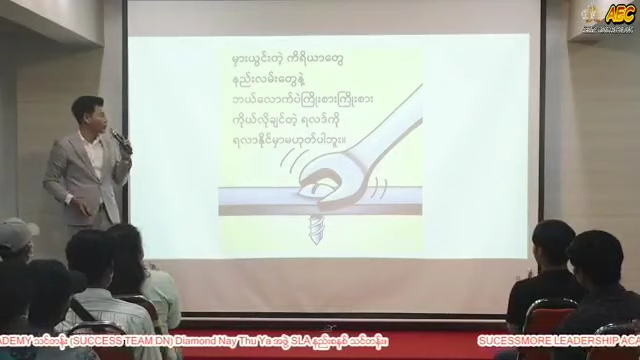 ABC
မှားယွင်းတဲ့ ကိရိယာတွေ
နည်းလမ်းတွေနဲ့
ဘယ်လောက်ပဲကြိုးစားကြိုးစား
ကိုယ်လိုချင်တဲ့ ရလဒ်ကို
ရလာနိုင်မှာမဟုတ်ပါဘူး။
ADEMY သင်တန်း (SUCCESS TEAM DN) Diamond Nay Thu Ya အဖွဲ့ SLA နည်းစနစ် သင်တန်း။ SUCESSMORE LEADERSHIP ACA